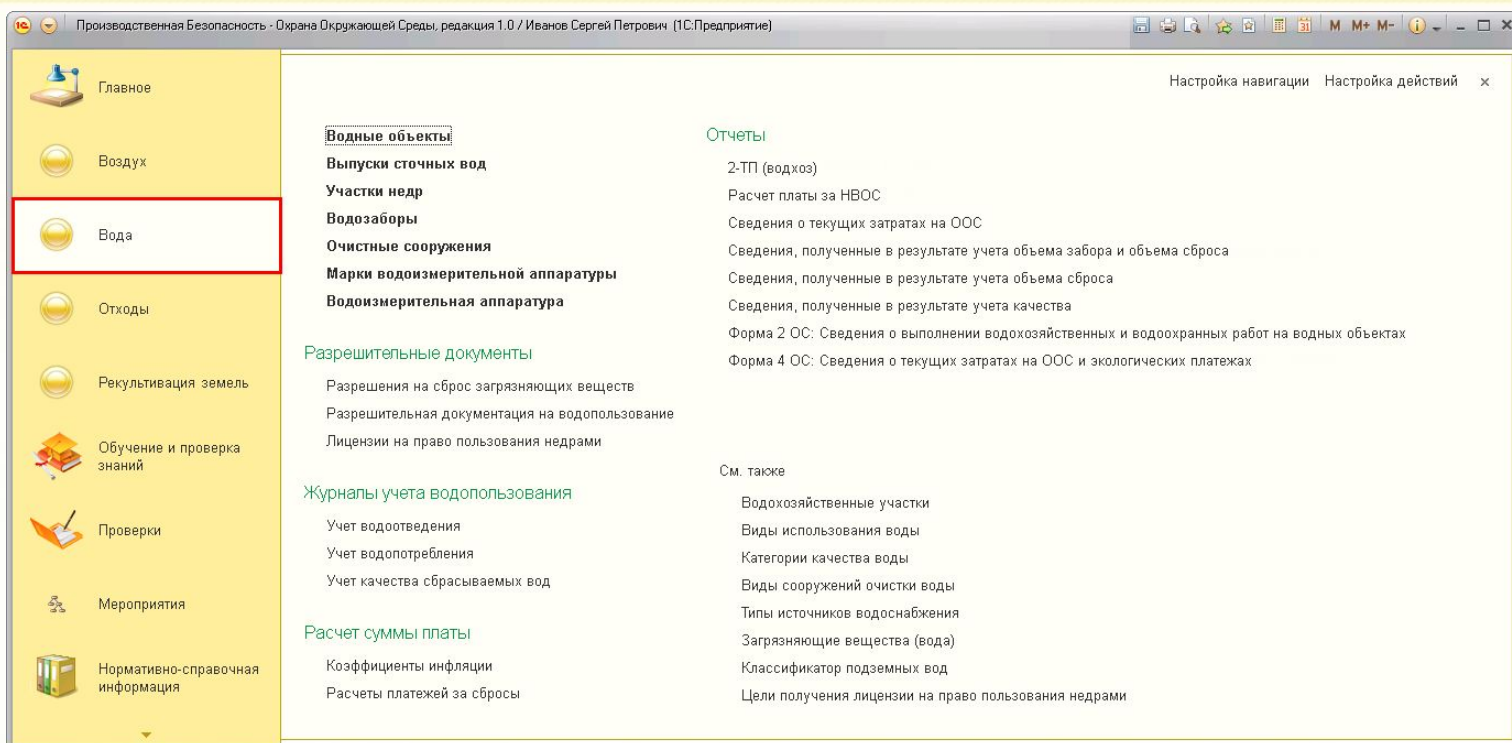 Производственная Безопасность - Охрана Окружающей Среды, редакция 1.0 / Иванов Сергей Петрович (1С:Предприятие)
31 M M+ M-
Главное
Воздух
Вода
Отходы
Рекультивация земель
Обучение и проверка
знаний
Проверки
Мероприятия
Нормативно-справочная
информация
Настройка навигации Настройка действий
Водные объекты
Выпуски сточных вод
Участки недр
Водозаборы
Очистные сооружения
Марки водоизмерительной аппаратуры
Водоизмерительная аппаратура
Разрешительные документы
Разрешения на сброс загрязняющих веществ
Разрешительная документация на водопользование
Лицензии на право пользования недрами
Журналы учета водопользования
Учет водоотведения
Учет водопотребления
Учет качества сбрасываемых вод
Расчет суммы платы
Коэффициенты инфляции
Расчеты платежей за сбросы
Отчеты
2-ТП (водхоз)
Расчет платы за НВОС
Сведения о текущих затратах на ООС
Сведения, полученные в результате учета объема забора и объема сброса
Сведения, полученные в результате учета объема сброса
Сведения, полученные в результате учета качества
Форма 2 ОС: Сведения о выполнении водохозяйственных и водоохранных работ на водных объектах
Форма 4 ОС: Сведения о текущих затратах на ООС и экологических платежах
См. также
Водохозяйственные участки
Виды использования воды
Категории качества воды
Виды сооружений очистки воды
Типы источников водоснабжения
Загрязняющие вещества (вода)
Классификатор подземных вод
Цели получения лицензии на право пользования недрами